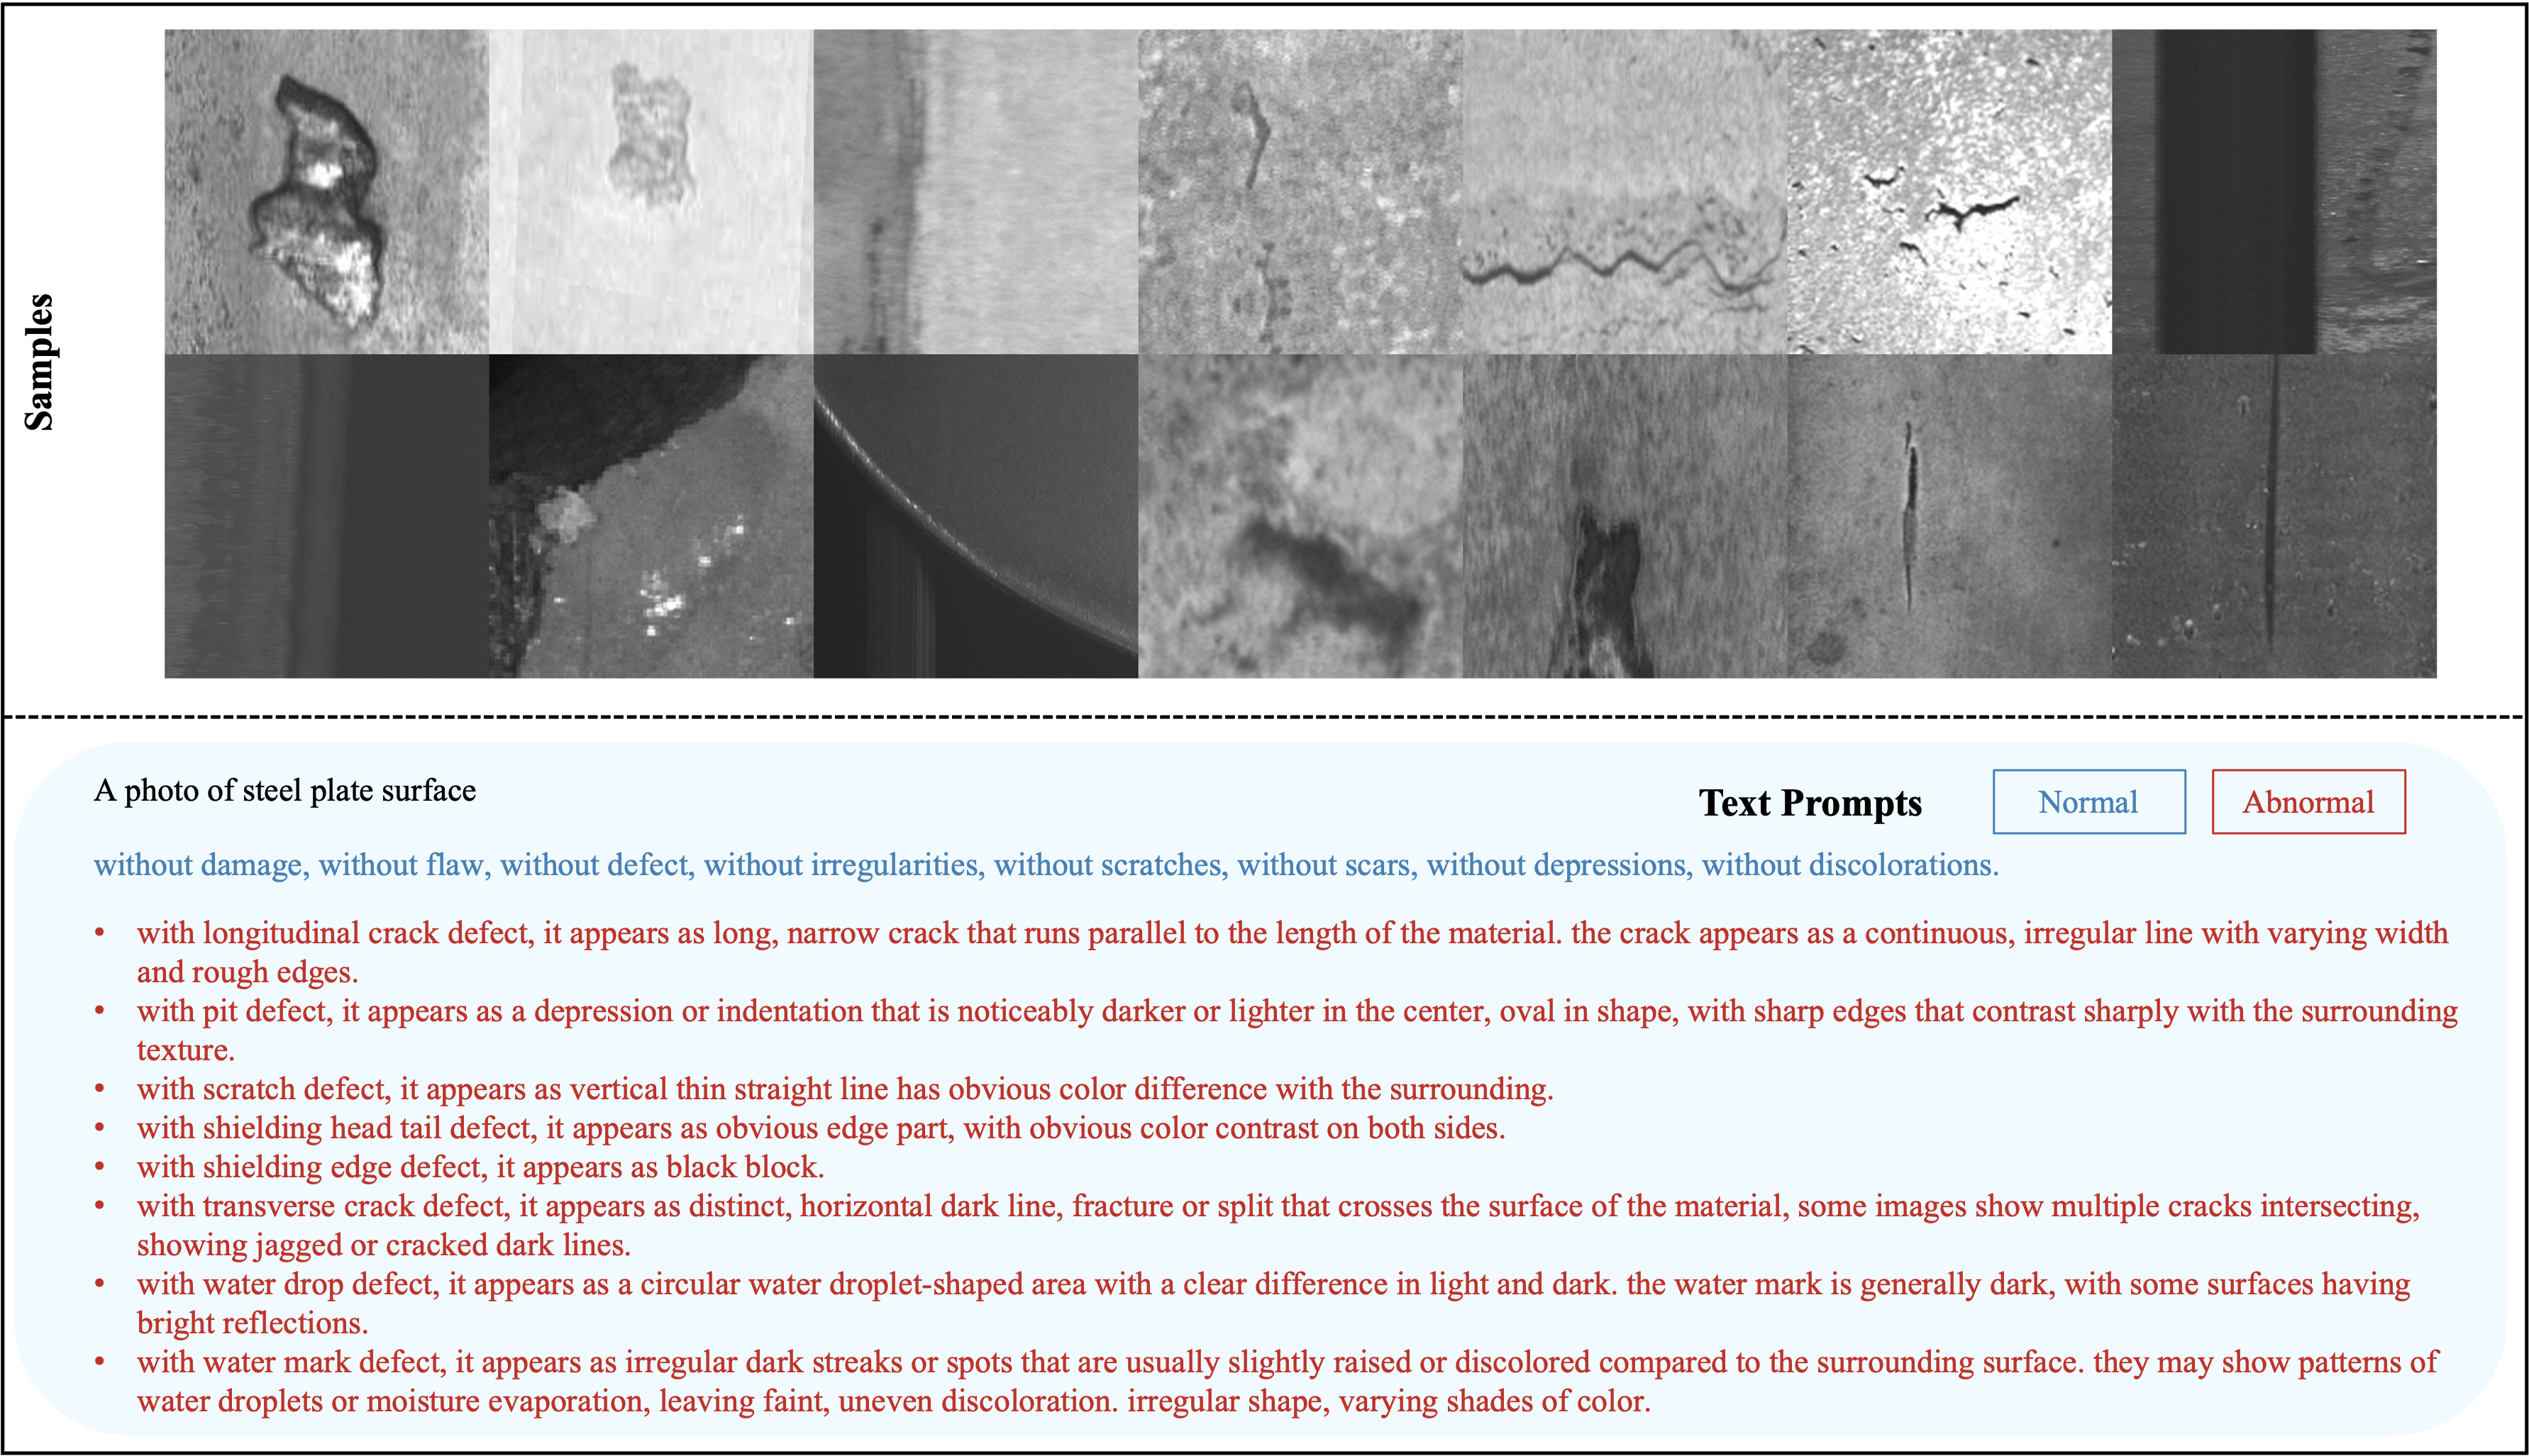 Samples
A photo of steel plate surface
Text Prompts
Normal
Abnormal
without damage, without flaw, without defect, without irregularities, without scratches, without scars, without depressions, without discolorations.
• with longitudinal crack defect, it appears as long, narrow crack that runs parallel to the length of the material. the crack appears as a continuous, irregular line with varying width
and rough edges.
• with pit defect, it appears as a depression or indentation that is noticeably darker or lighter in the center, oval in shape, with sharp edges that contrast sharply with the surrounding
texture.
• with scratch defect, it appears as vertical thin straight line has obvious color difference with the surrounding.
• with shielding head tail defect, it appears as obvious edge part, with obvious color contrast on both sides.
• with shielding edge defect, it appears as black block.
• with transverse crack defect, it appears as distinct, horizontal dark line, fracture or split that crosses the surface of the material, some images show multiple cracks intersecting,
showing jagged or cracked dark lines.
• with water drop defect, it appears as a circular water droplet-shaped area with a clear difference in light and dark. the water mark is generally dark, with some surfaces having
bright reflections.
• with water mark defect, it appears as irregular dark streaks or spots that are usually slightly raised or discolored compared to the surrounding surface. they may show patterns of
water droplets or moisture evaporation, leaving faint, uneven discoloration. irregular shape, varying shades of color.